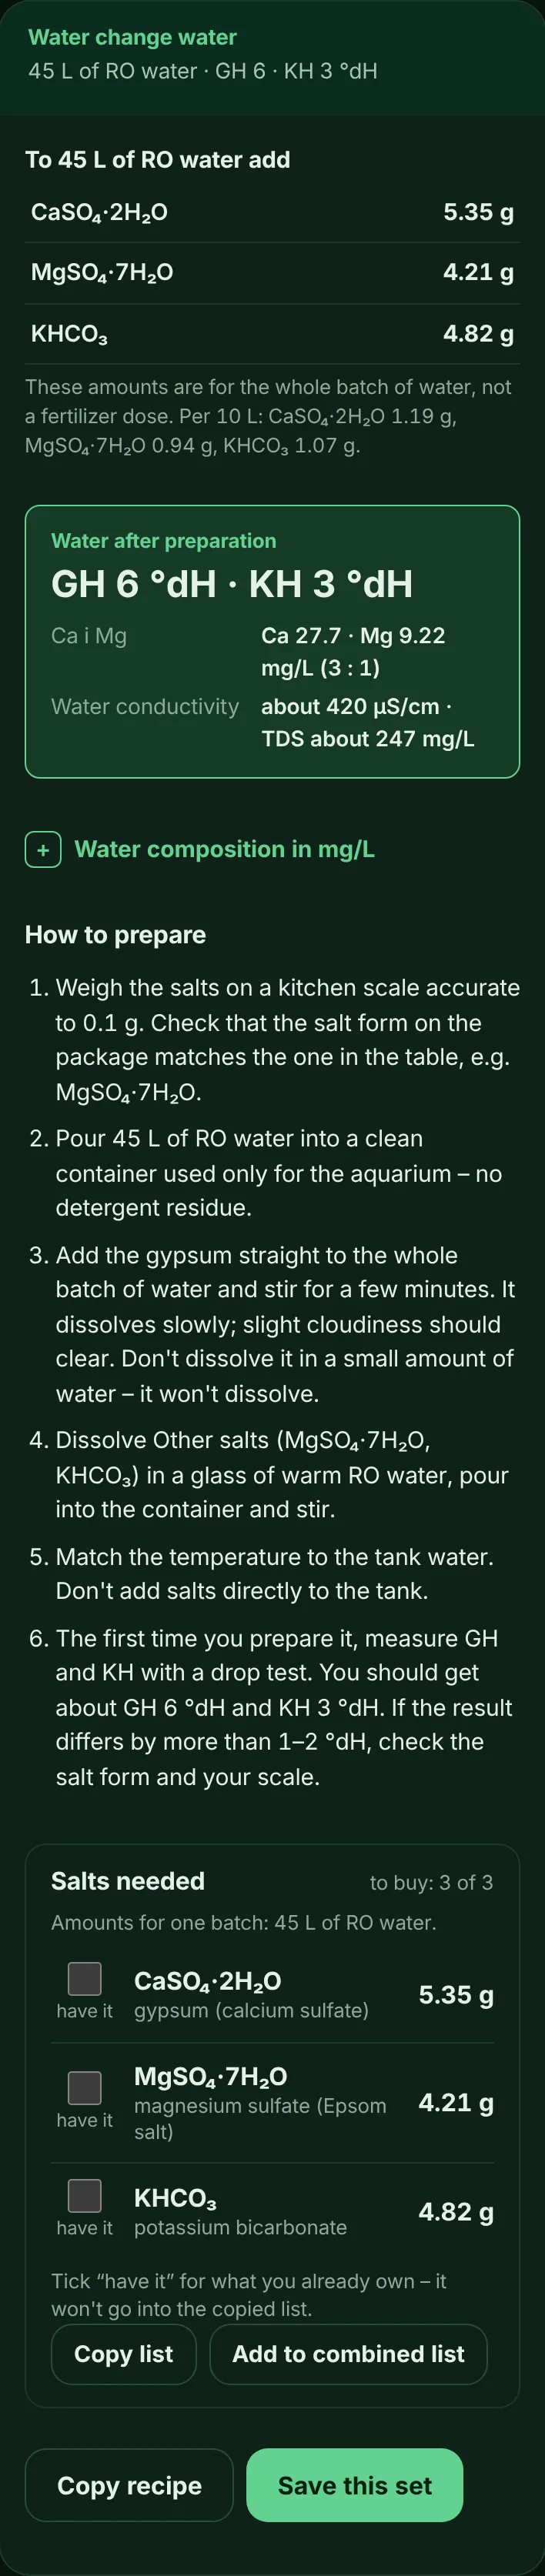 Water change water
45 L of RO water · GH 6 · KH 3 °dH
To 45 L of RO water add
CaSO₄·2H₂O 5.35 g
MgSO₄·7H₂O 4.21 g
KHCO₃ 4.82 g
These amounts are for the whole batch of water, not
a fertilizer dose. Per 10 L: CaSO₄·2H₂O 1.19 g,
MgSO₄·7H₂O 0.94 g, KHCO₃ 1.07 g.
Water after preparation
GH 6 °dH · KH 3 °dH
Ca i Mg Ca 27.7 · Mg 9.22
mg/L (3 : 1)
Water conductivity about 420 µS/cm ·
TDS about 247 mg/L
+ Water composition in mg/L
How to prepare
1. Weigh the salts on a kitchen scale accurate
to 0.1 g. Check that the salt form on the
package matches the one in the table, e.g.
MgSO₄·7H₂O.
2. Pour 45 L of RO water into a clean
container used only for the aquarium – no
detergent residue.
3. Add the gypsum straight to the whole
batch of water and stir for a few minutes. It
dissolves slowly; slight cloudiness should
clear. Don't dissolve it in a small amount of
water – it won't dissolve.
4. Dissolve Other salts (MgSO₄·7H₂O,
KHCO₃) in a glass of warm RO water, pour
into the container and stir.
5. Match the temperature to the tank water.
Don't add salts directly to the tank.
6. The first time you prepare it, measure GH
and KH with a drop test. You should get
about GH 6 °dH and KH 3 °dH. If the result
differs by more than 1–2 °dH, check the
salt form and your scale.
Salts needed to buy: 3 of 3
Amounts for one batch: 45 L of RO water.
CaSO₄·2H₂O 5.35 g
have it gypsum (calcium sulfate)
MgSO₄·7H₂O 4.21 g
have it magnesium sulfate (Epsom
salt)
KHCO₃ 4.82 g
have it potassium bicarbonate
Tick “have it” for what you already own – it
won't go into the copied list.
Copy list Add to combined list
Copy recipe Save this set